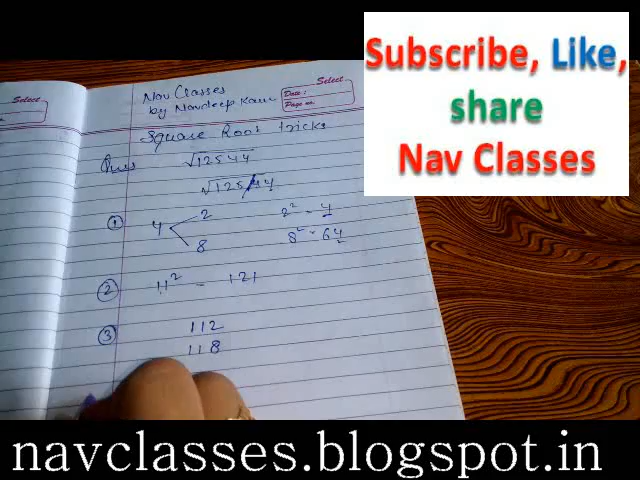 Subscribe, Like,
share
Nav Classes
Select
Select
Date :
Page no.
Nav Classes
by Navdeep Kaur
Square Root tricks
Ques √12544
√125/44
① 4 2 2² - 4
8 8² - 64
② 11² - 121
③ 112
118
navclasses.blogspot.in